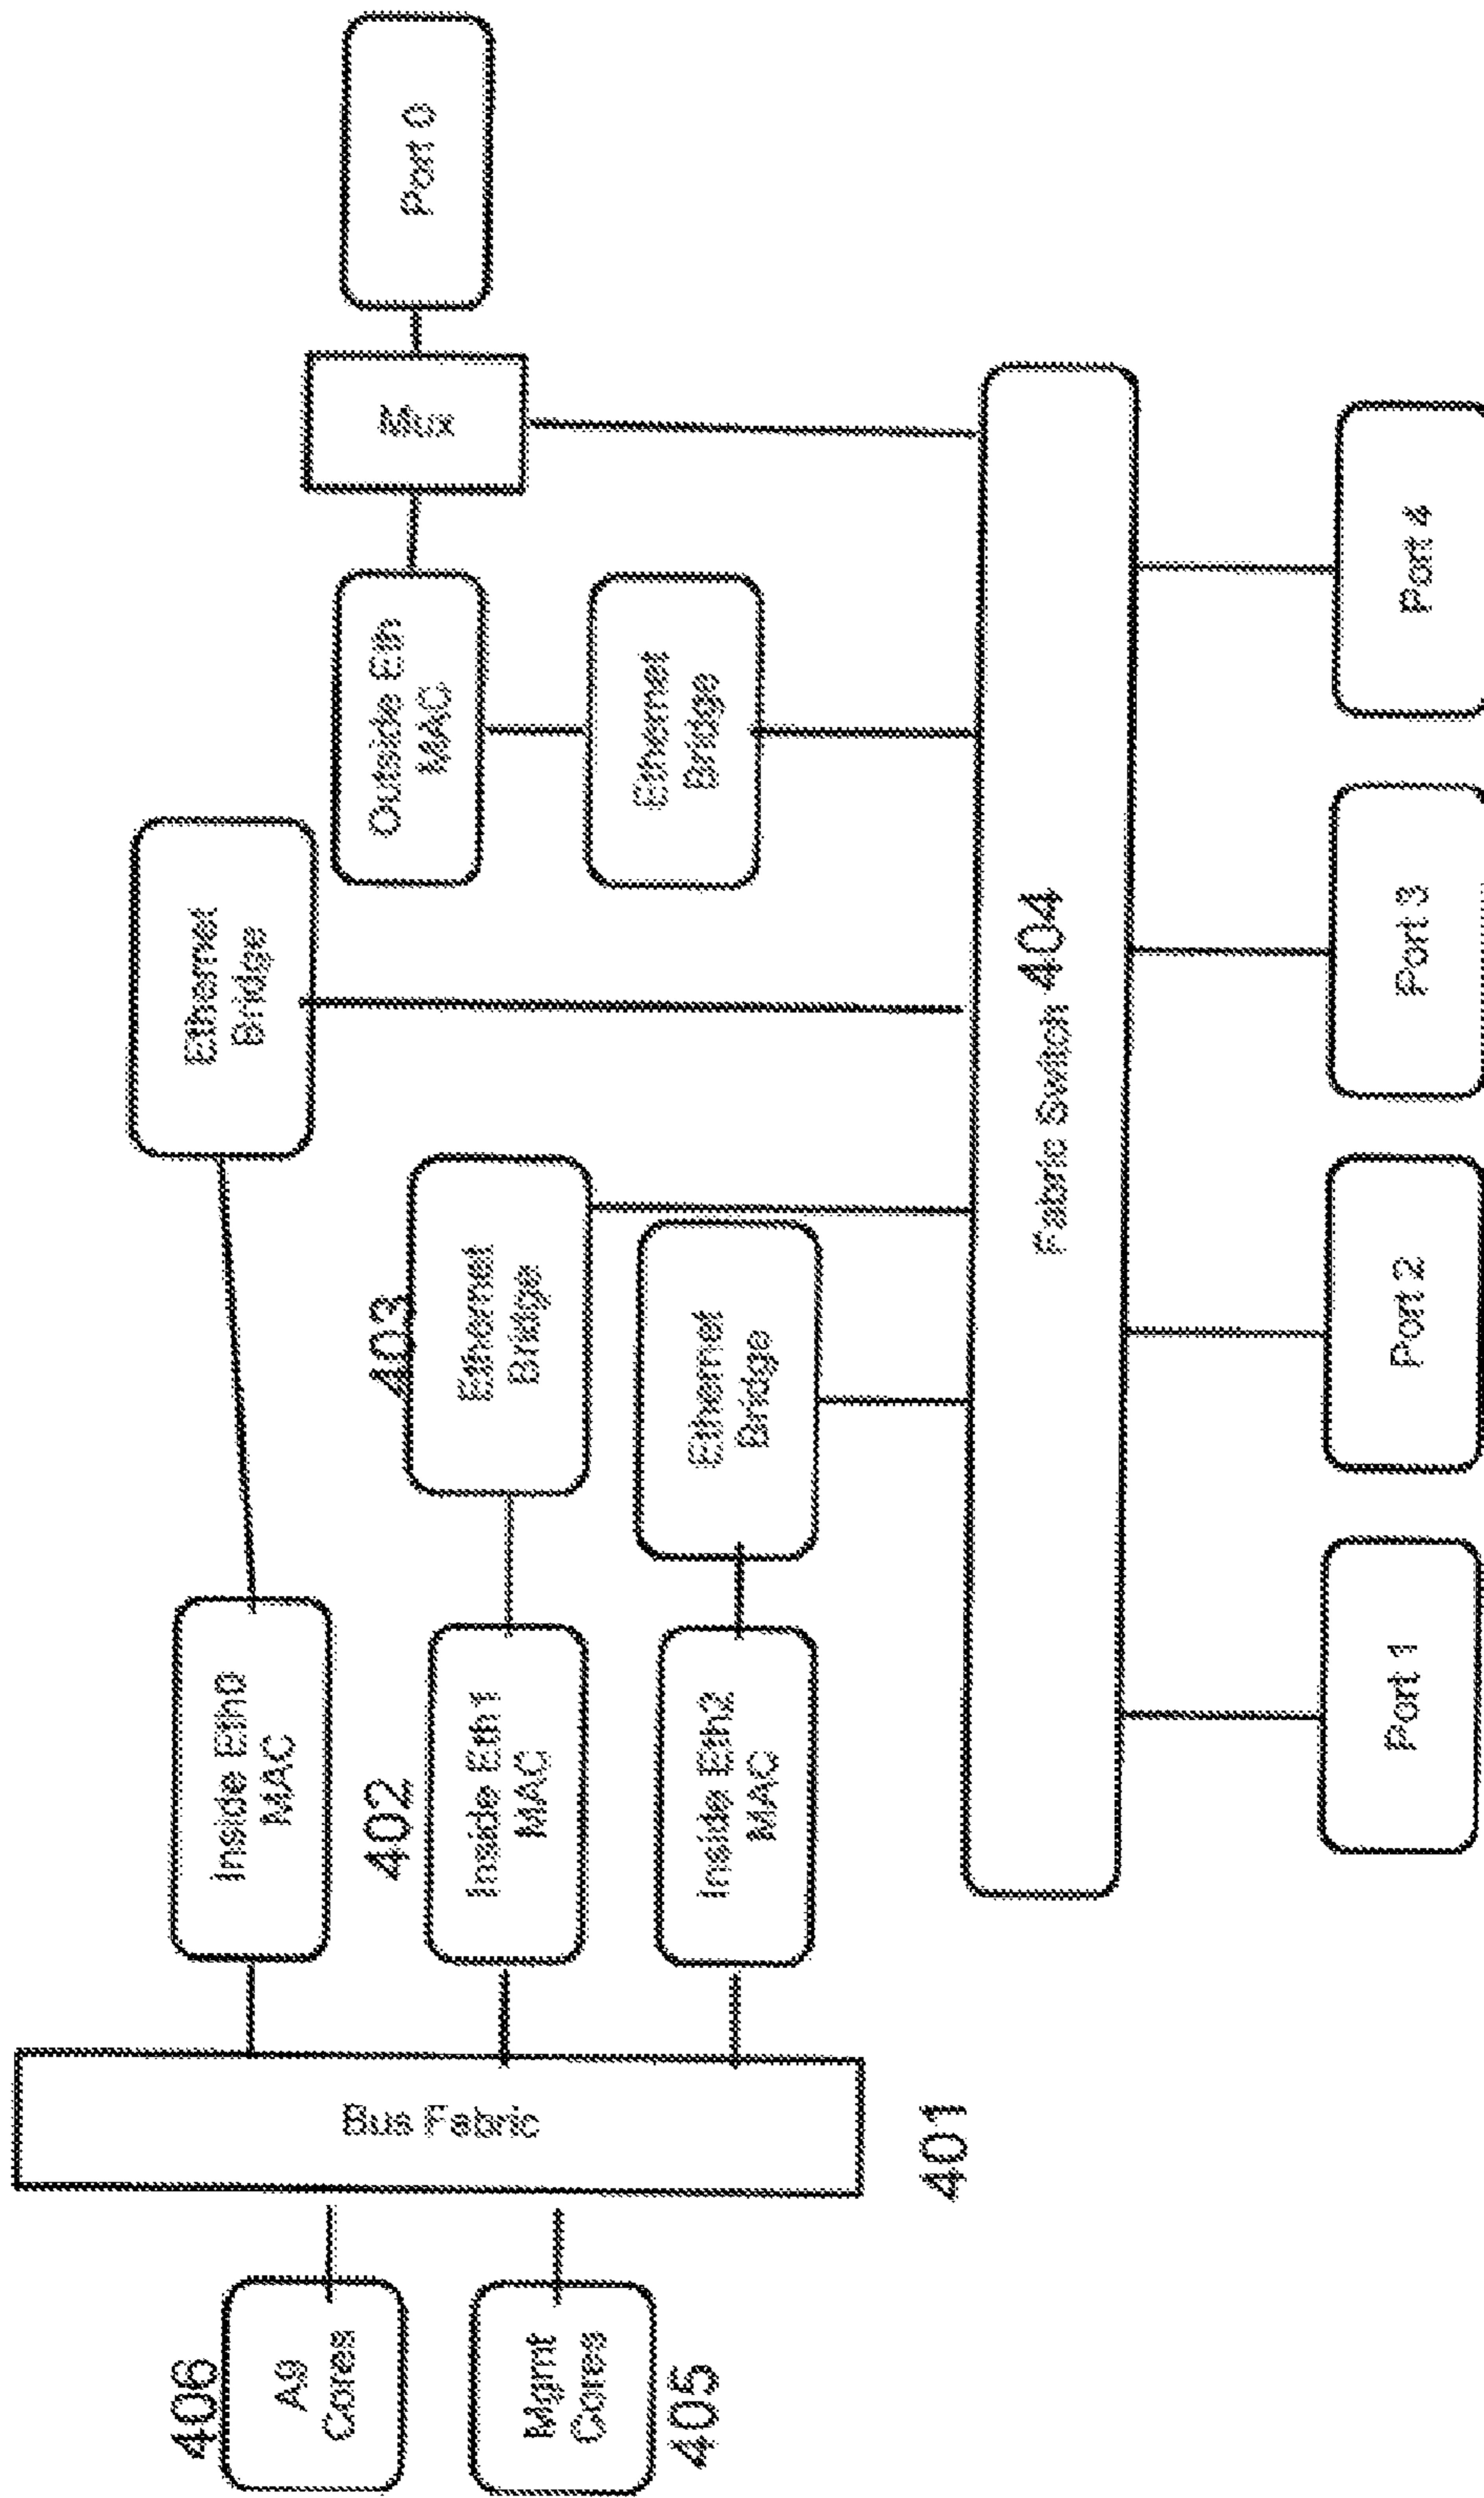 406
A9
Cores
Mgmt
Cores
405
Bus Fabric
401
Inside Eth0
MAC
402
Inside Eth1
MAC
Inside Eth2
MAC
Ethernet
Bridge
403
Ethernet
Bridge
Ethernet
Bridge
Outside Eth
MAC
Ethernet
Bridge
Mux
Port 0
Fabric Switch 404
Port 1
Port 2
Port 3
Port 4